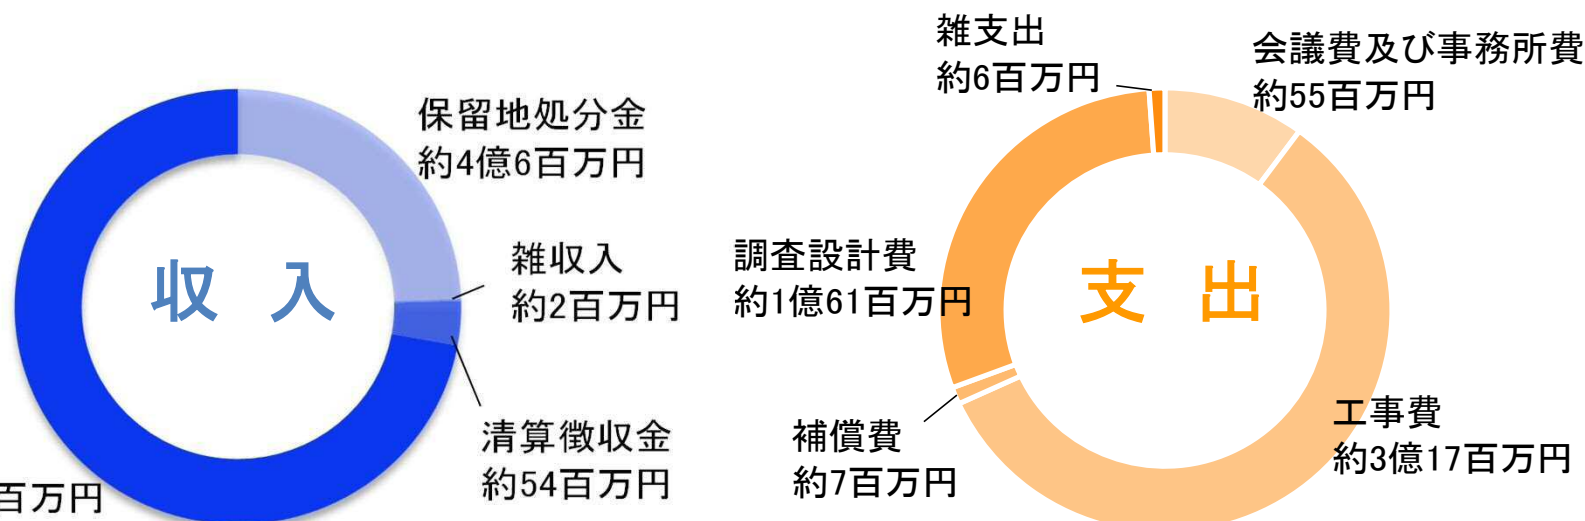 保留地処分金
約4億6百万円
雑収入
約2百万円
収 入
清算徴収金
約54百万円
百万円
雑支出
約6百万円
会議費及び事務所費
約55百万円
調査設計費
約1億61百万円
支 出
補償費
約7百万円
工事費
約3億17百万円